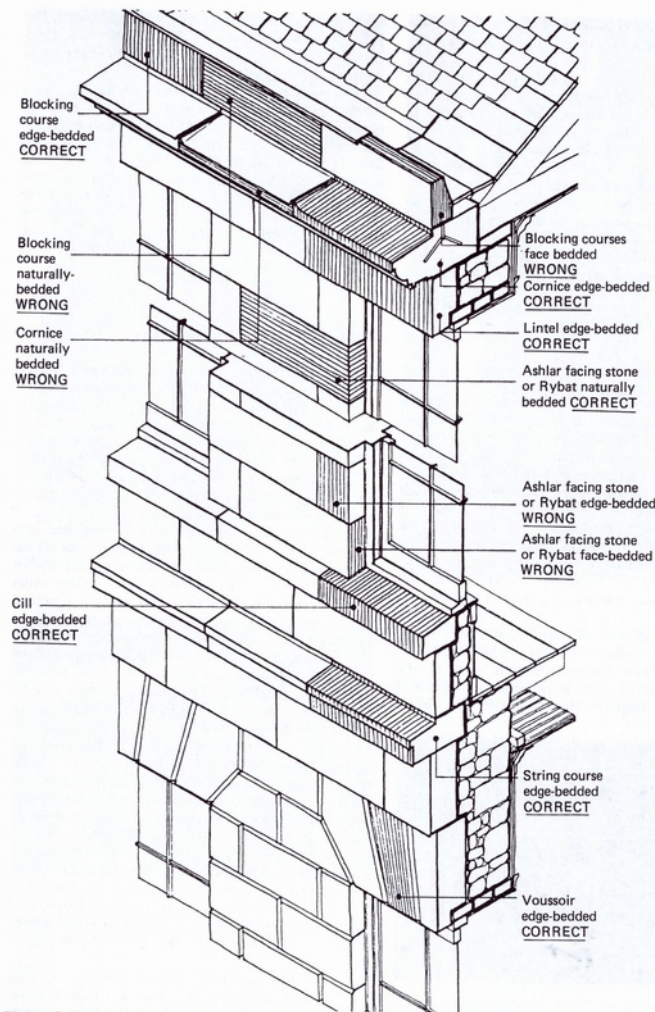 Blocking
course
edge-bedded
CORRECT
Blocking
course
naturally-
bedded
WRONG
Cornice
naturally
bedded
WRONG
Cill
edge-bedded
CORRECT
Blocking courses
face bedded
WRONG
Cornice edge-bedded
CORRECT
Lintel edge-bedded
CORRECT
Ashlar facing stone
or Rybat naturally
bedded CORRECT
Ashlar facing stone
or Rybat edge-bedded
WRONG
Ashlar facing stone
or Rybat face-bedded
WRONG
String course
edge-bedded
CORRECT
Voussoir
edge-bedded
CORRECT